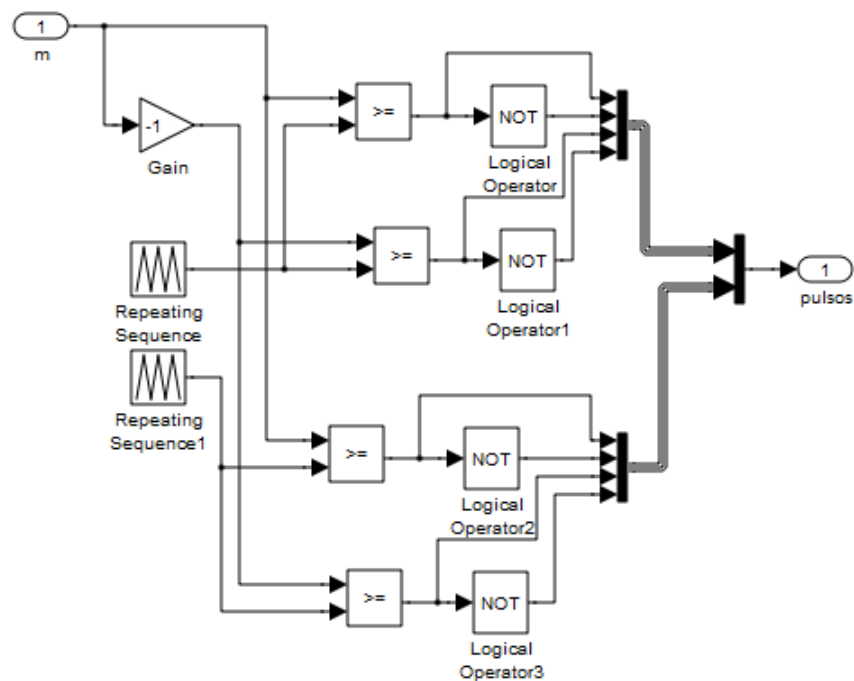 1
m
-1
Gain
>=
NOT
Logical
Operator
>=
NOT
Logical
Operator1
Repeating
Sequence
Repeating
Sequence1
1
pulsos
>=
NOT
Logical
Operator2
>=
NOT
Logical
Operator3